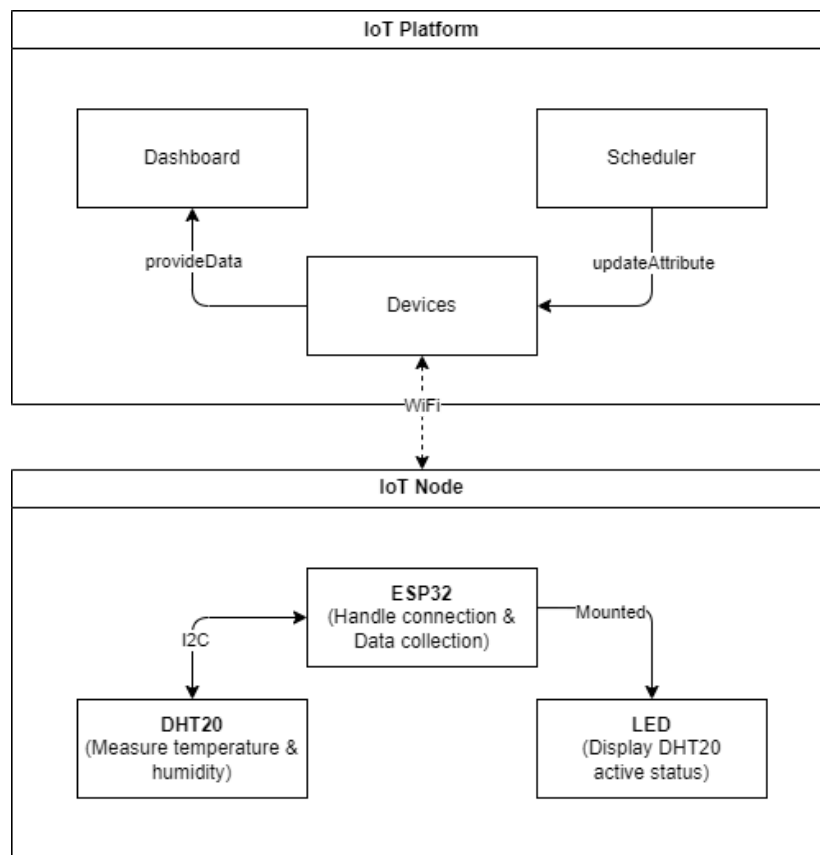 IoT Platform
Dashboard
Scheduler
provideData
updateAttribute
Devices
WiFi
IoT Node
ESP32
(Handle connection &
Data collection)
Mounted
I2C
DHT20
(Measure temperature &
humidity)
LED
(Display DHT20
active status)